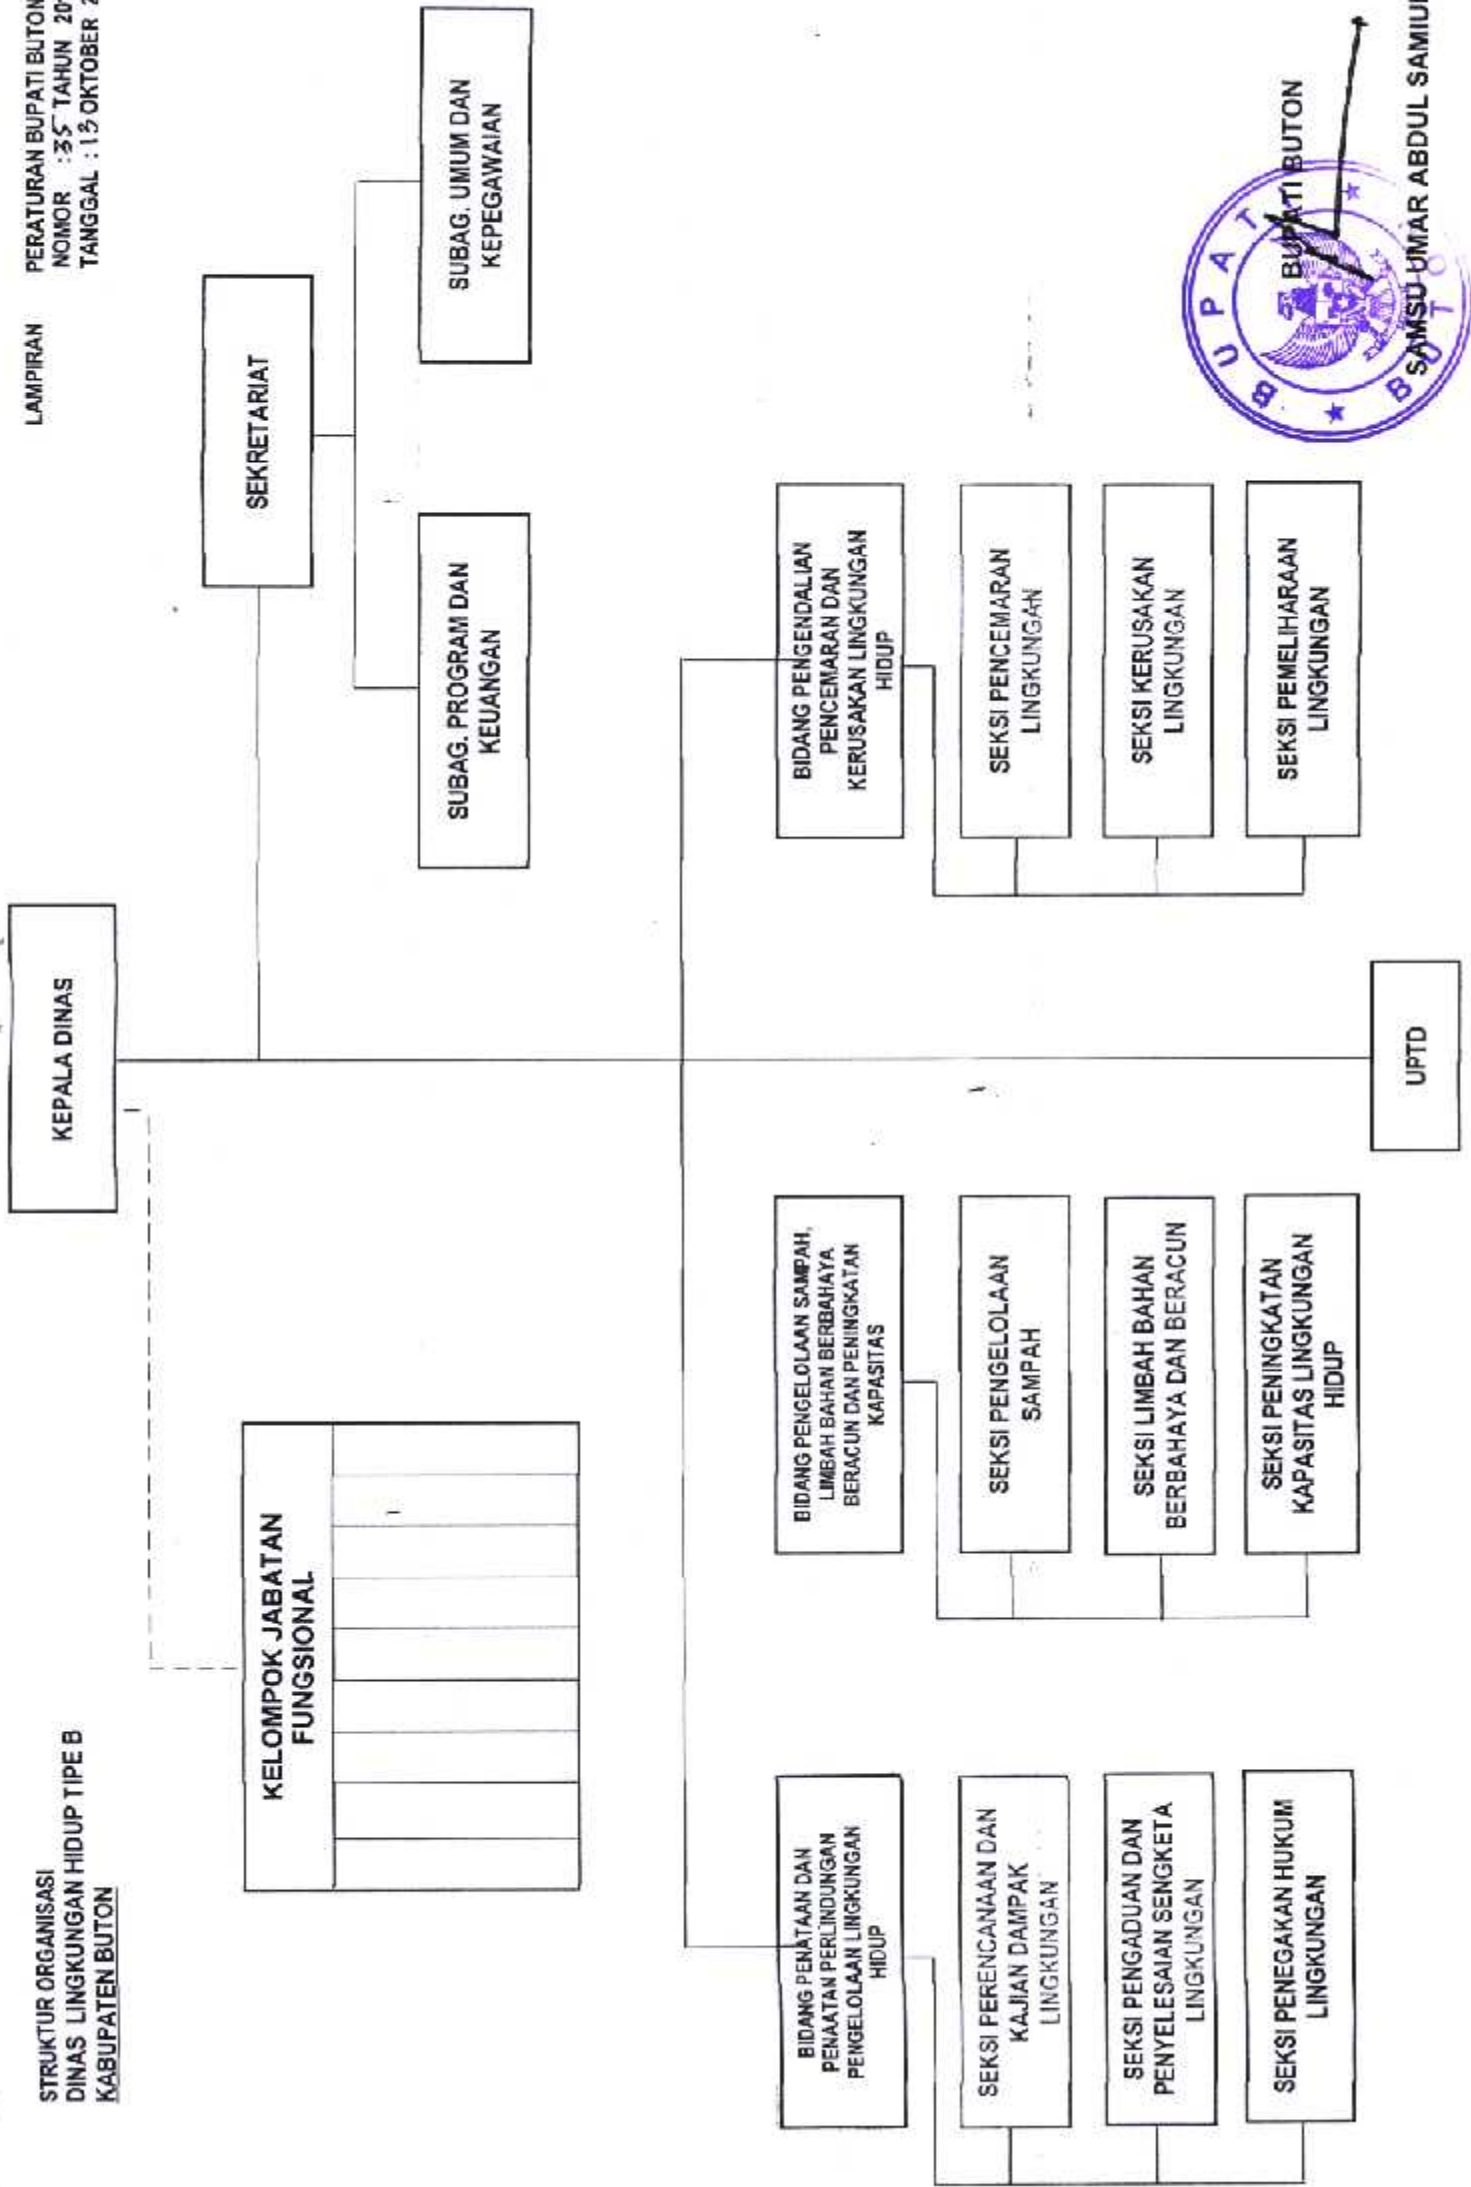 STRUKTUR ORGANISASI
DINAS LINGKUNGAN HIDUP TIPE B
KABUPATEN BUTON
LAMPIRAN PERATURAN BUPATI BUTON
NOMOR : 35 TAHUN
TANGGAL : 13 OKTOBER
KEPALA DINAS
SEKRETARIAT
KELOMPOK JABATAN
FUNGSIONAL
SUBAG. PROGRAM DAN
KEUANGAN
SUBAG. UMUM DAN
KEPEGAWAIAN
BIDANG PENATAAN DAN
PENAATAN PERLINDUNGAN
PENGELOLAAN LINGKUNGAN
HIDUP
SEKSI PERENCANAAN DAN
KAJIAN DAMPAK
LINGKUNGAN
SEKSI PENGADUAN DAN
PENYELESAIAN SENGKETA
LINGKUNGAN
SEKSI PENEGAKAN HUKUM
LINGKUNGAN
BIDANG PENGELOLAAN SAMPAH,
LIMBAH BAHAN BERBAHAYA
BERACUN DAN PENINGKATAN
KAPASITAS
SEKSI PENGELOLAAN
SAMPAH
SEKSI LIMBAH BAHAN
BERBAHAYA DAN BERACUN
SEKSI PENINGKATAN
KAPASITAS LINGKUNGAN
HIDUP
BIDANG PENGENDALIAN
PENCEMARAN DAN
KERUSAKAN LINGKUNGAN
HIDUP
SEKSI PENCEMARAN
LINGKUNGAN
SEKSI KERUSAKAN
LINGKUNGAN
SEKSI PEMELIHARAAN
LINGKUNGAN
UPTD
BUPATI BUTON
BUPATI
SAMSU UMAR ABDUL SAMIU